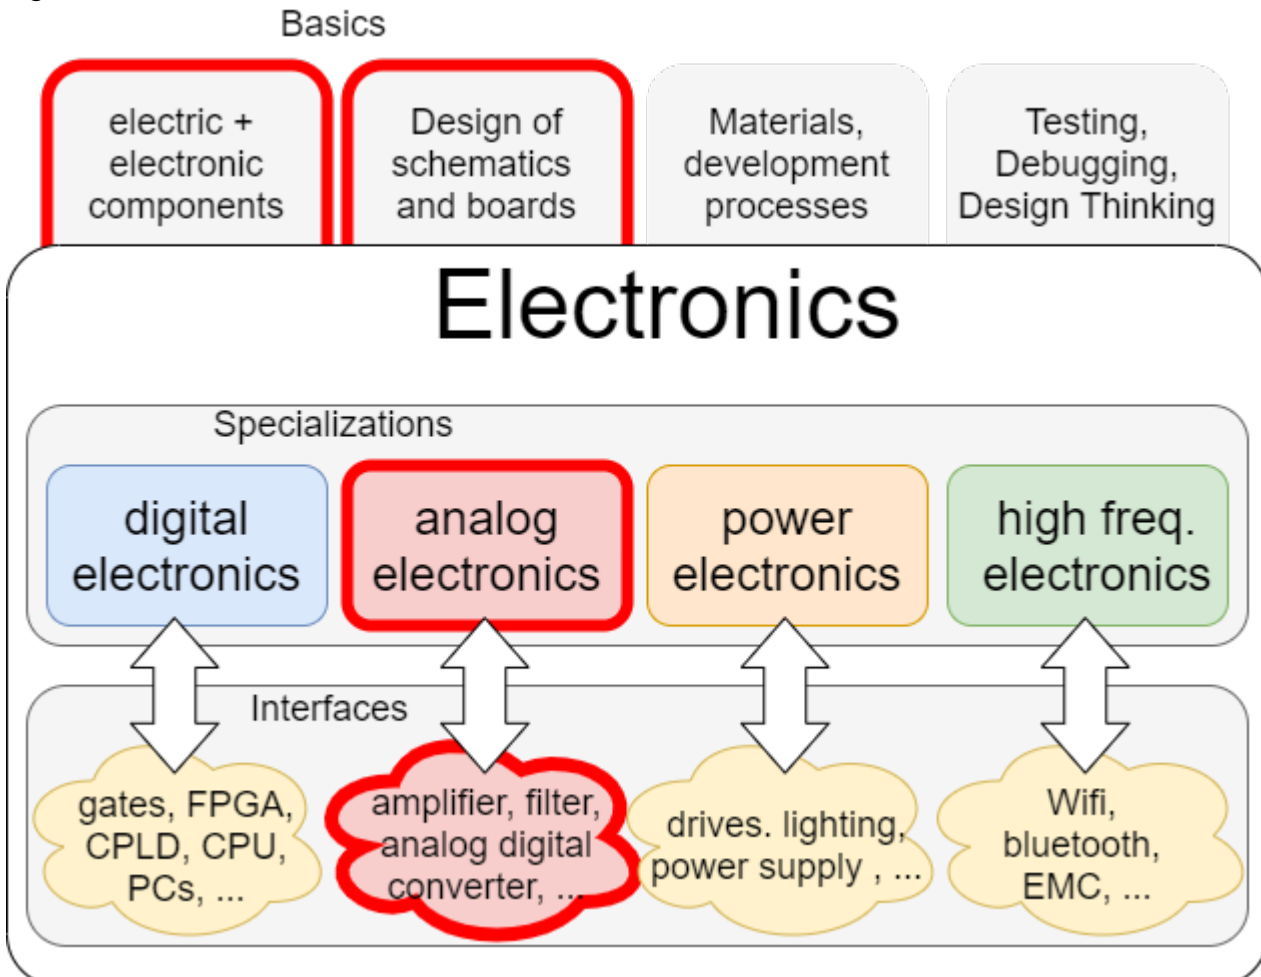 Basics
electric +
electronic
components
Design of
schematics
and boards
Materials,
development
processes
Testing,
Debugging,
Design Thinking
Electronics
Specializations
digital
electronics
analog
electronics
power
electronics
high freq.
electronics
Interfaces
gates, FPGA,
CPLD, CPU,
PCs, ...
amplifier, filter,
analog digital
converter, ...
drives. lighting,
power supply , ...
Wifi,
bluetooth,
EMC, ...